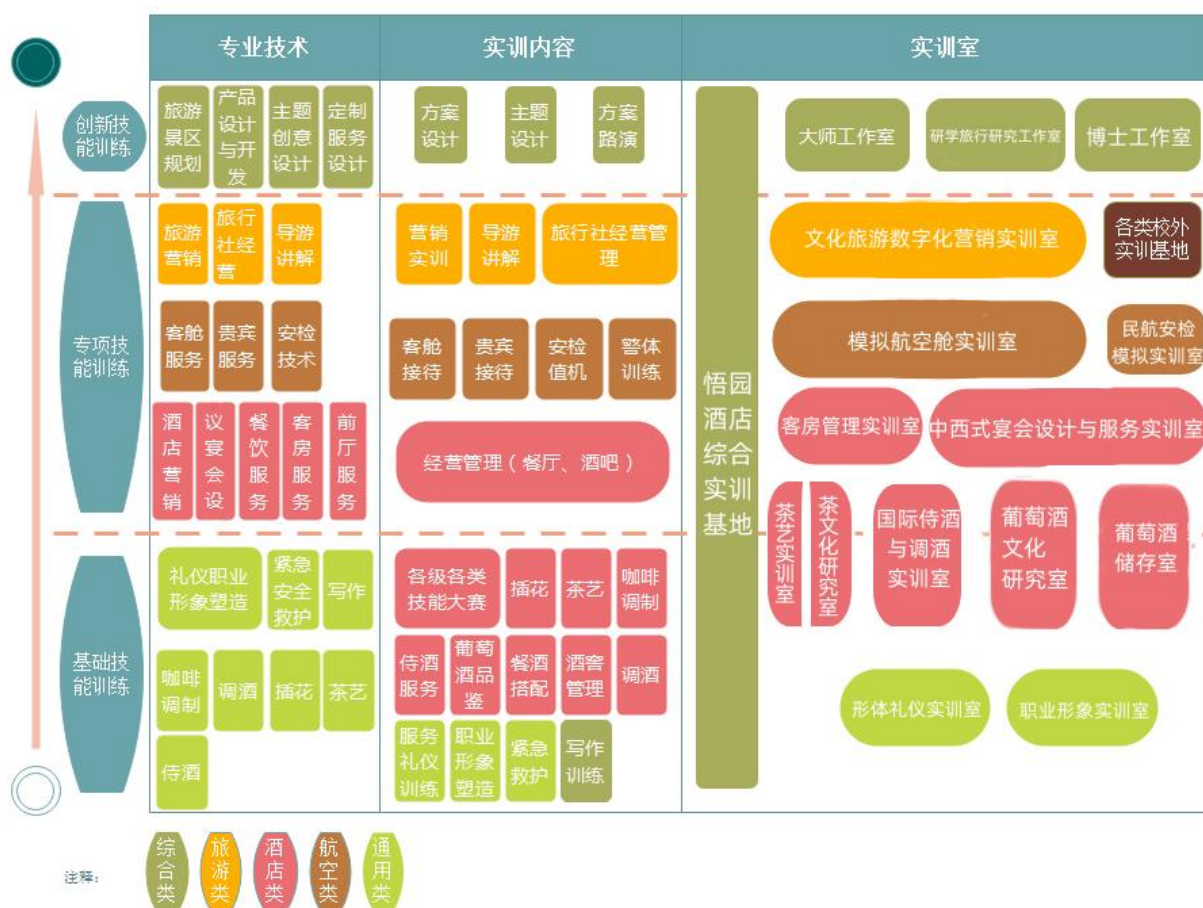 专业技术
实训内容
实训室
创新技
能训练
旅游
景区
规划
产品
设计
与开
发
主题
创意
设计
定制
服务
设计
方案
设计
主题
设计
方案
路演
大师工作室
研学旅行研究工作室
博士工作室
悟园
酒店
综合
实训
基地
专项技
能训练
旅游
营销
旅行
社经
营
导游
讲解
营销
实训
导游
讲解
旅行社经营管
理
文化旅游数字化营销实训室
各类校外
实训基地
客舱
服务
贵宾
服务
安检
技术
客舱
接待
贵宾
接待
安检
值机
警体
训练
模拟航空舱实训室
民航安检
模拟实训室
酒
店
营
销
议
宴
会
设
餐
饮
服
务
客
房
服
务
前
厅
服
务
经营管理（餐厅、酒吧）
客房管理实训室
中西式宴会设计与服务实训室
茶艺实训室
茶文化研究室
国际侍酒
与调酒
实训室
葡萄酒
文化
研究室
葡萄酒
储存室
基础技
能训练
礼仪职业
形象塑造
紧急
安全
救护
写作
各级各类
技能大赛
插花
茶艺
咖啡
调制
咖啡
调制
调酒
插花
茶艺
侍酒
服务
葡萄
酒品
鉴
餐酒
搭配
酒窖
管理
调酒
形体礼仪实训室
职业形象实训室
侍酒
服务
礼仪
训练
职业
形象
塑造
紧急
救护
写作
训练
注释：
综
合
类
旅
游
类
酒
店
类
航
空
类
通
用
类